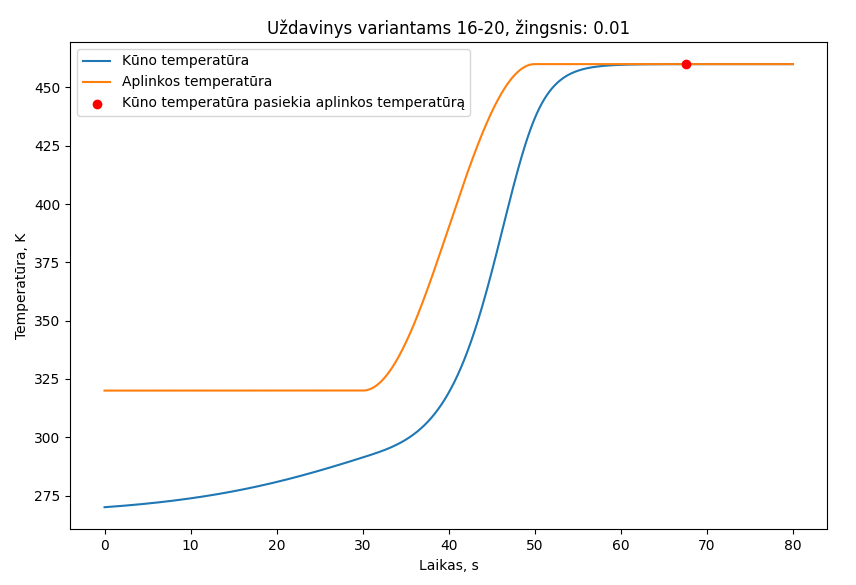 Uždavinys variantams 16-20, žingsnis: 0.01
Kūno temperatūra
Aplinkos temperatūra
Kūno temperatūra pasiekia aplinkos temperatūrą
Temperatūra, K
450
425
400
375
350
325
300
275
0 10 20 30 40 50 60 70 80
Laikas, s